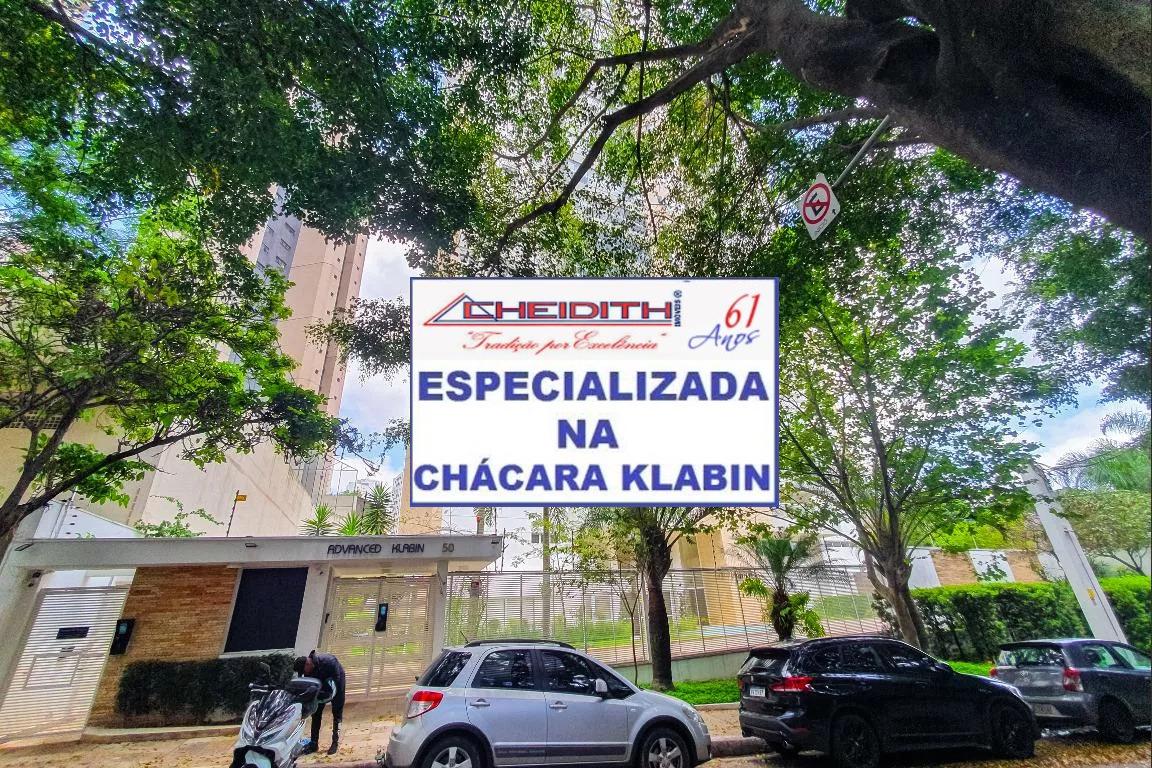 CHEIDITH IMÓVEIS ®
61
Anos
"Tradição por Excelência"
ESPECIALIZADA
NA
CHÁCARA KLABIN
ADVANCED KLABIN 50
E